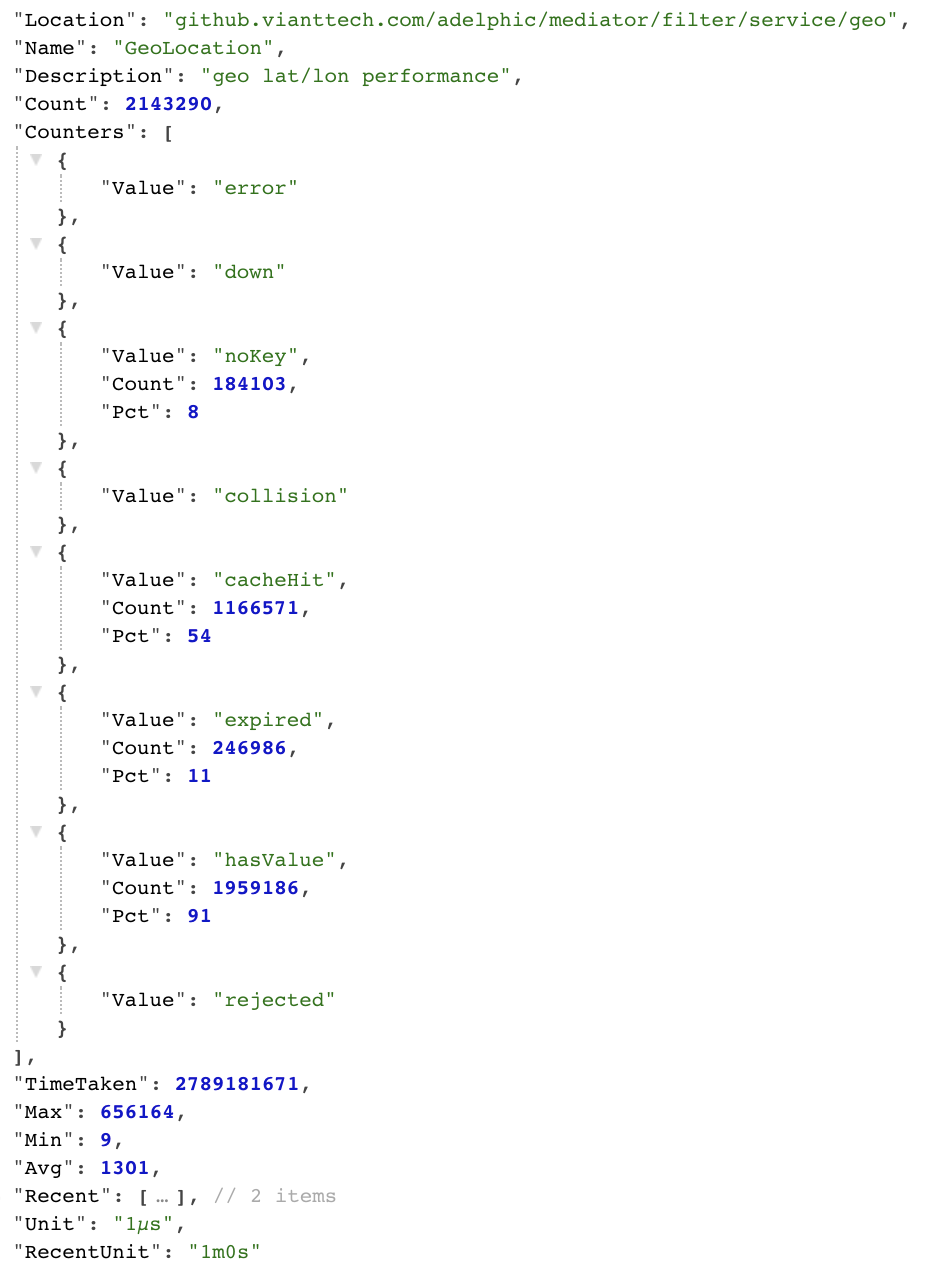 "Location": "github.vianttech.com/adelphic/mediator/filter/service/geo",
"Name": "GeoLocation",
"Description": "geo lat/lon performance",
"Count": 2143290,
"Counters": [
{
"Value": "error"
},
{
"Value": "down"
},
{
"Value": "noKey",
"Count": 184103,
"Pct": 8
},
{
"Value": "collision"
},
{
"Value": "cacheHit",
"Count": 1166571,
"Pct": 54
},
{
"Value": "expired",
"Count": 246986,
"Pct": 11
},
{
"Value": "hasValue",
"Count": 1959186,
"Pct": 91
},
{
"Value": "rejected"
}
],
"TimeTaken": 2789181671,
"Max": 656164,
"Min": 9,
"Avg": 1301,
"Recent": [ … ], // 2 items
"Unit": "1µs",
"RecentUnit": "1m0s"